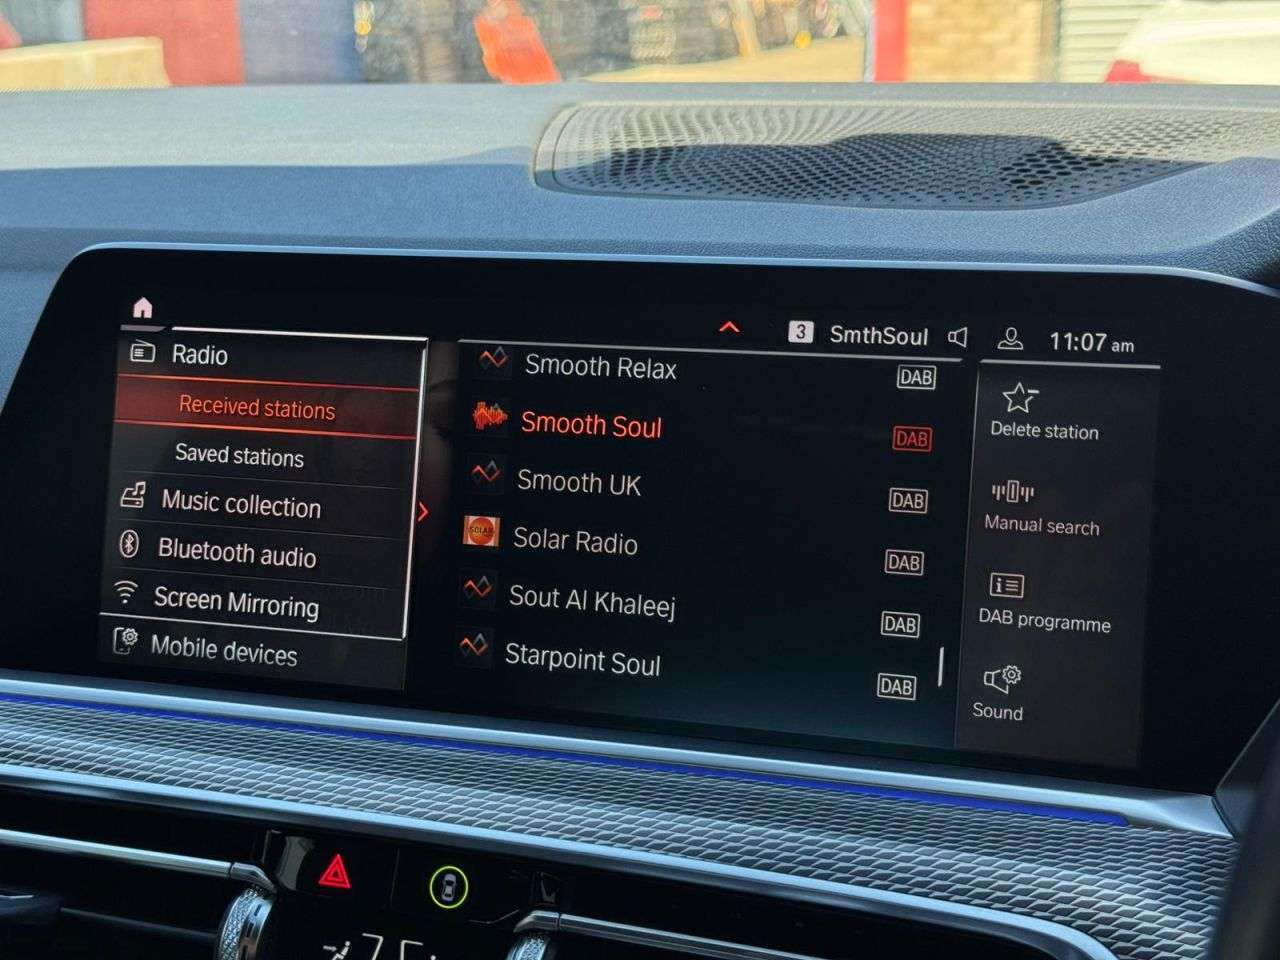 3 SmthSoul 11:07 am
Radio
Received stations
Saved stations
Music collection
Bluetooth audio
Screen Mirroring
Mobile devices
Smooth Relax DAB
Smooth Soul DAB
Smooth UK DAB
SOLAR
Solar Radio DAB
Sout Al Khaleej DAB
Starpoint Soul DAB
Delete station
Manual search
DAB programme
Sound